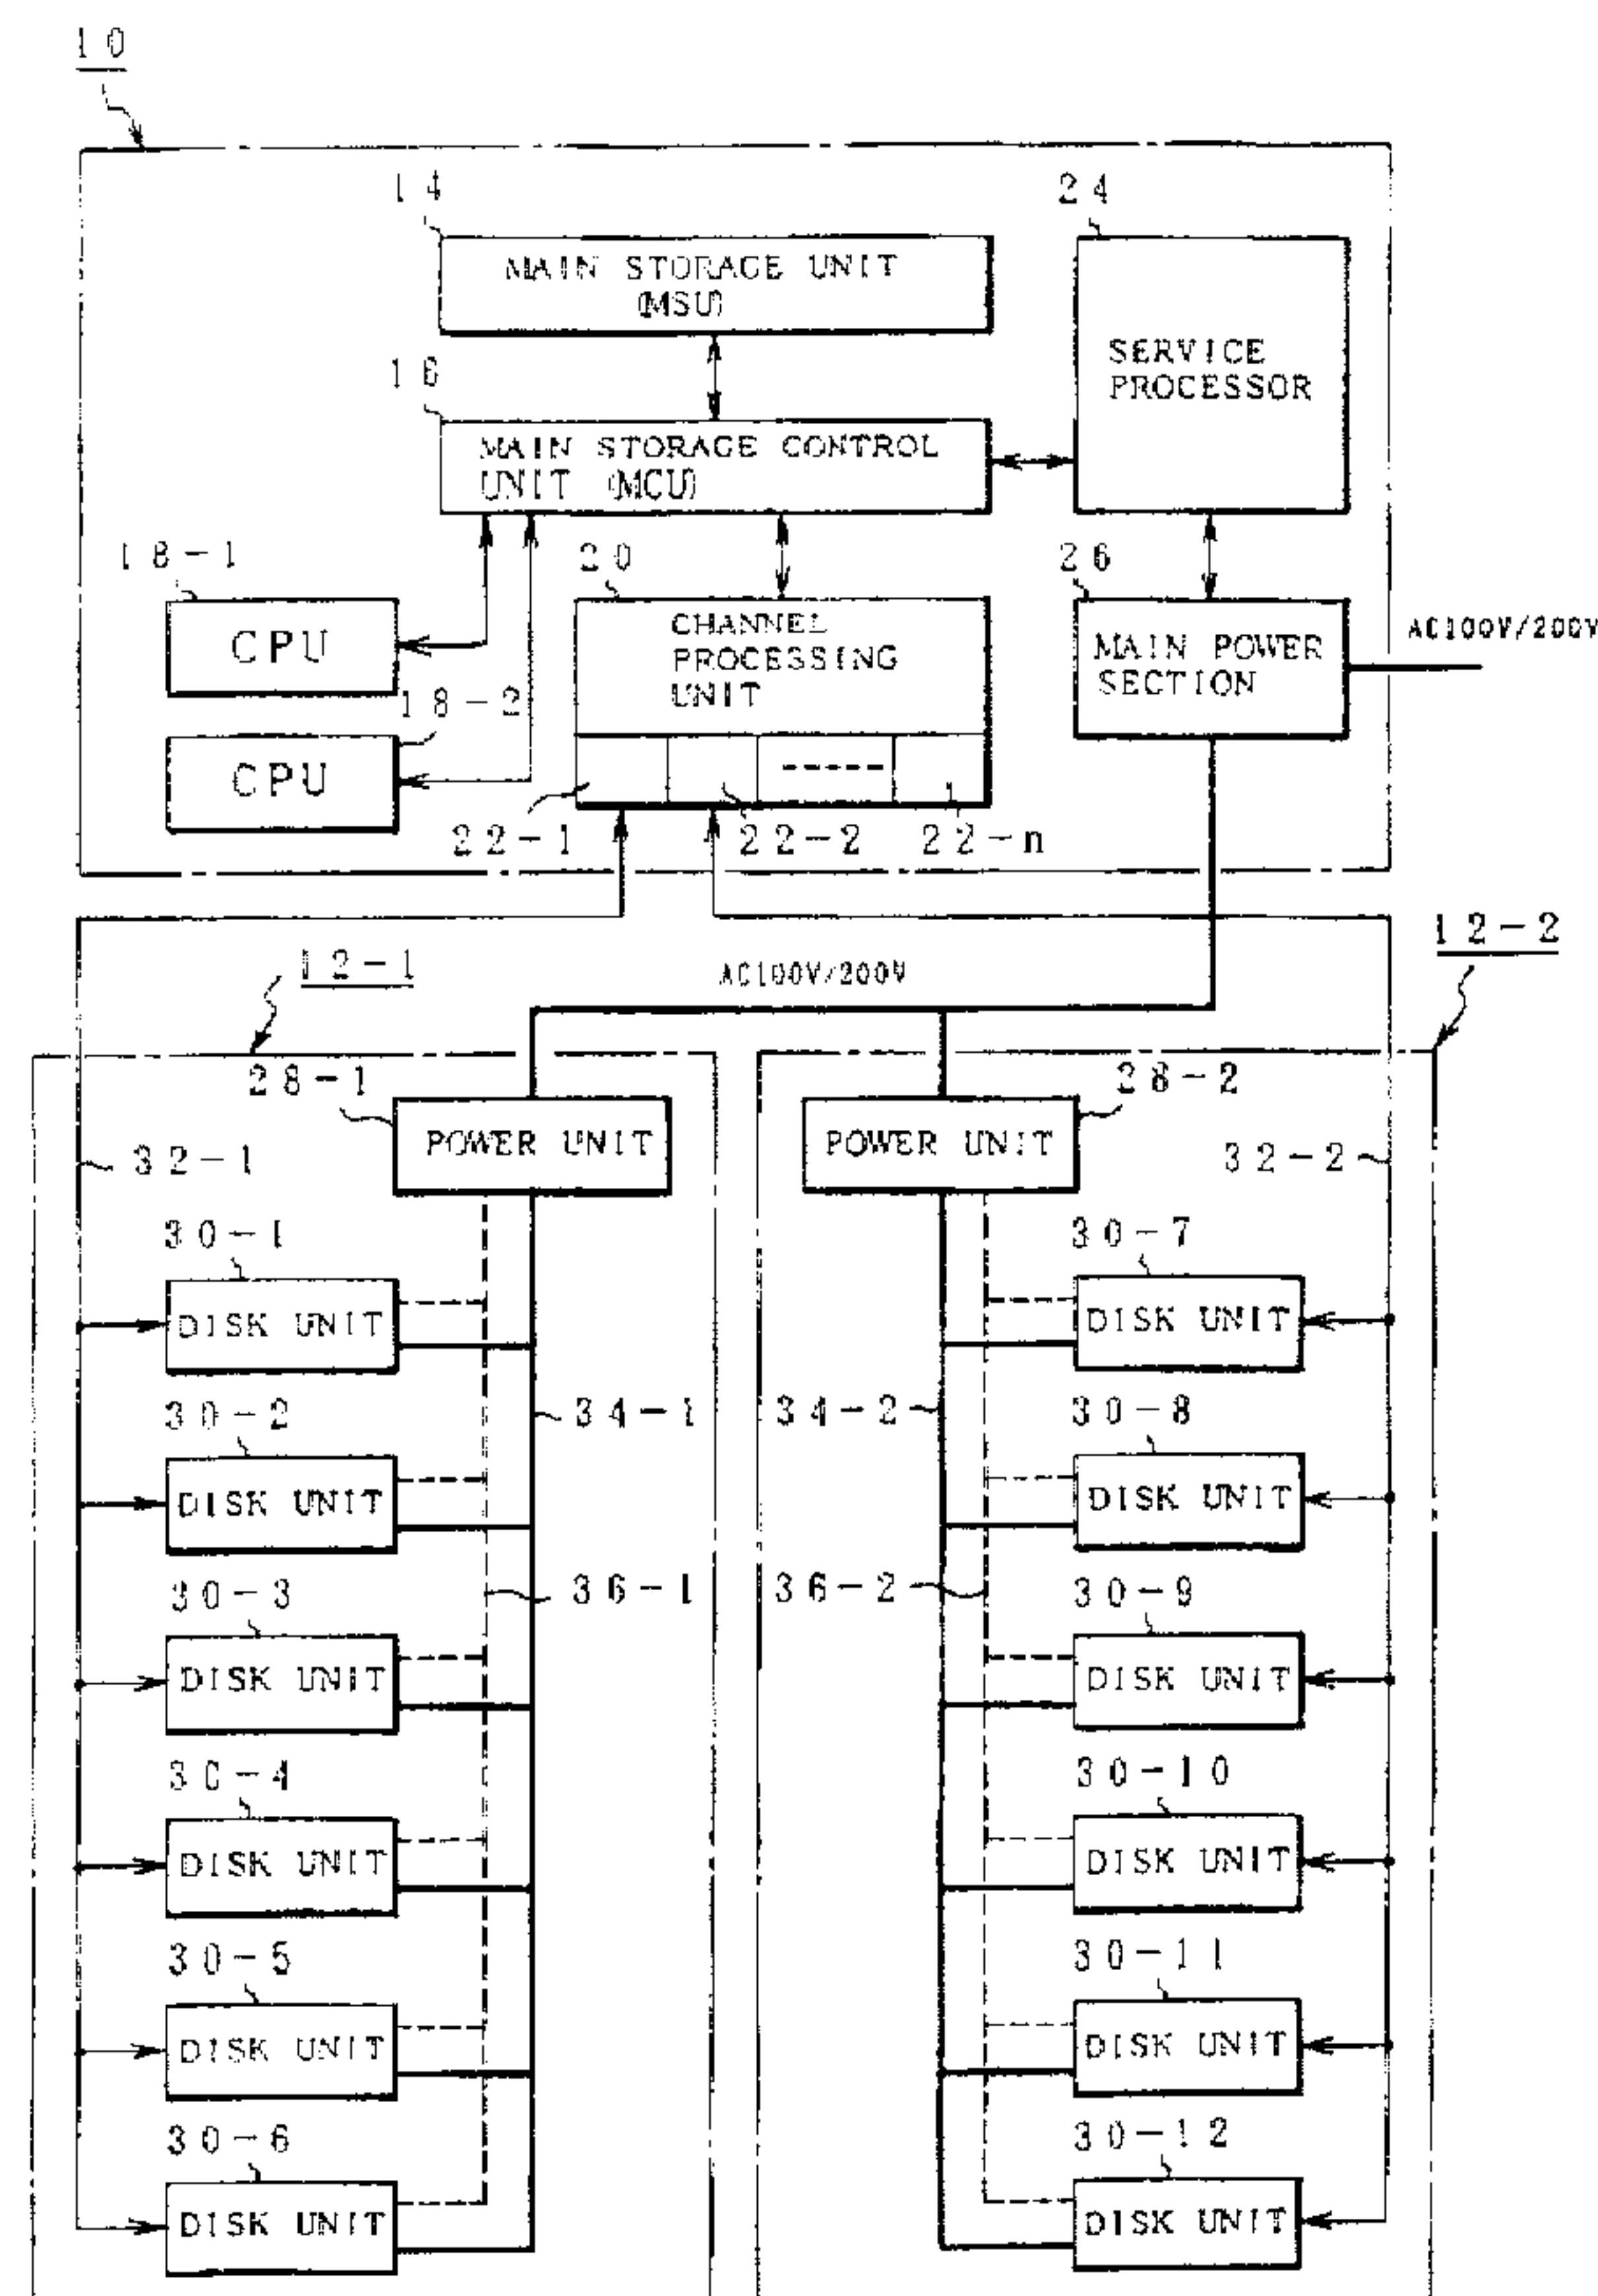 10
14
24
MAIN STORAGE UNIT
(MSU)
SERVICE
PROCESSOR
16
MAIN STORAGE CONTROL
UNIT (MCU)
18-1
20
26
CPU
CHANNEL
PROCESSING
UNIT
MAIN POWER
SECTION
AC100V/200V
18-2
CPU
22-1
22-2
22-n
12-1
AC100V/200V
12-2
28-1
28-2
POWER UNIT
POWER UNIT
32-1
32-2
30-1
30-7
DISK UNIT
DISK UNIT
30-2
34-1
34-2
30-8
DISK UNIT
DISK UNIT
30-3
36-1
36-2
30-9
DISK UNIT
DISK UNIT
30-4
30-10
DISK UNIT
DISK UNIT
30-5
30-11
DISK UNIT
DISK UNIT
30-6
30-12
DISK UNIT
DISK UNIT